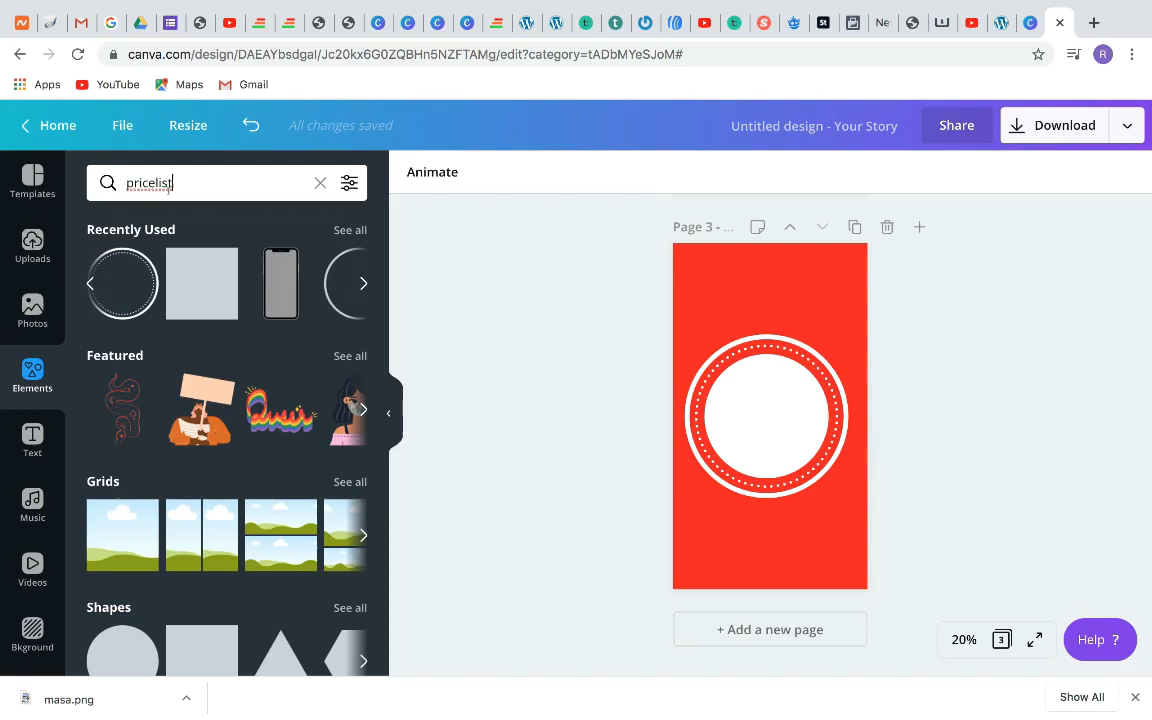 Ne
St
canva.com/design/DAEAYbsdgaI/Jc20kx6G0ZQBHn5NZFTAMg/edit?category=tADbMYeSJoM#
R
Apps
YouTube
Maps
Gmail
Home
File
Resize
All changes saved
Untitled design - Your Story
Share
Download
Templates
Uploads
Photos
Elements
Text
Music
Videos
Bkground
pricelist
Recently Used
See all
Featured
See all
Queer
Grids
See all
Shapes
See all
Animate
Page 3 - ...
+ Add a new page
20%
3
Help ?
masa.png
Show All